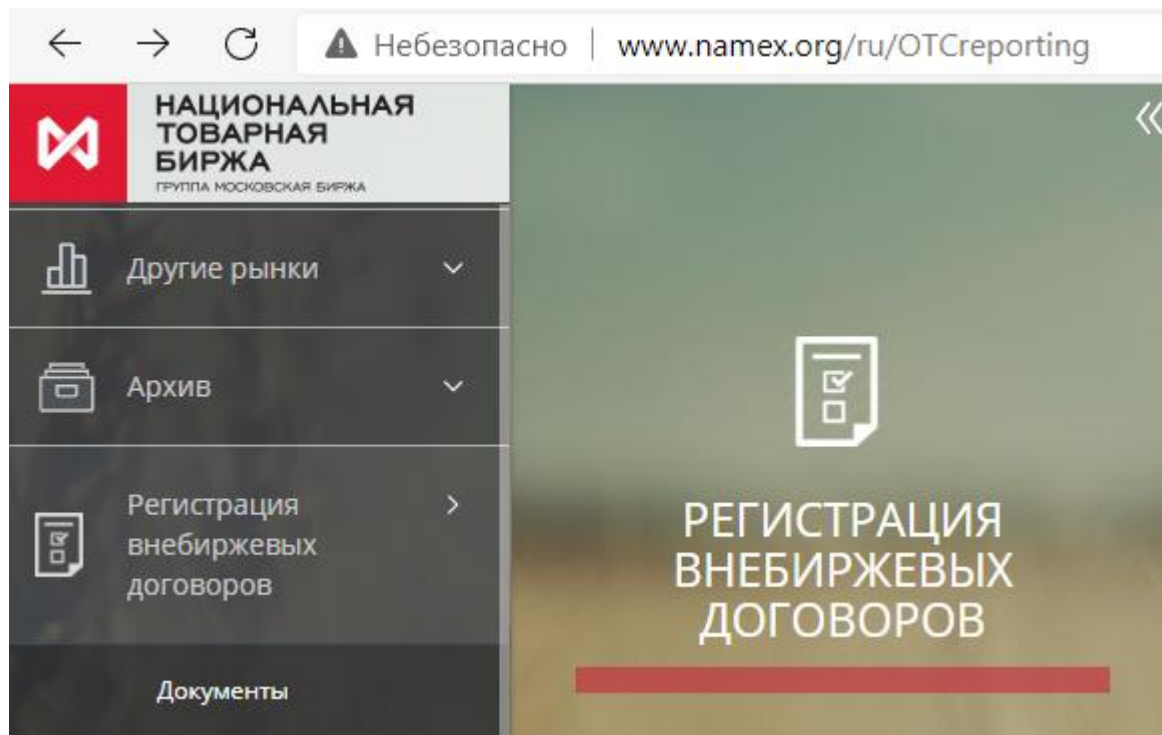 Небезопасно | www.namex.org/ru/OTCreporting
НАЦИОНАЛЬНАЯ
ТОВАРНАЯ
БИРЖА
ГРУППА МОСКОВСКАЯ БИРЖА
Другие рынки
Архив
Регистрация
внебиржевых
договоров
Документы
РЕГИСТРАЦИЯ
ВНЕБИРЖЕВЫХ
ДОГОВОРОВ